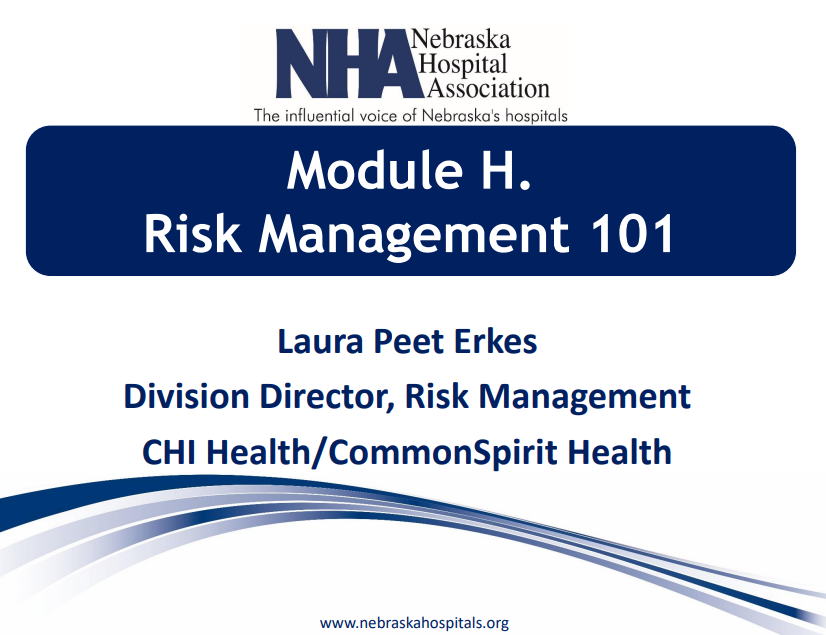 NHA Nebraska
Hospital
Association
The influential voice of Nebraska's hospitals
Module H.
Risk Management 101
Laura Peet Erkes
Division Director, Risk Management
CHI Health/CommonSpirit Health
www.nebraskahospitals.org